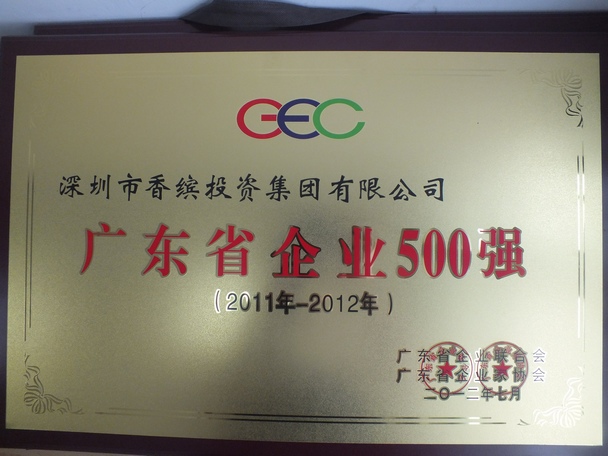 GEC
深圳市香缤投资集团有限公司
广东省企业500强
(2011年-2012年)
广东省企业联合会
广东省企业家协会
二〇一二年七月